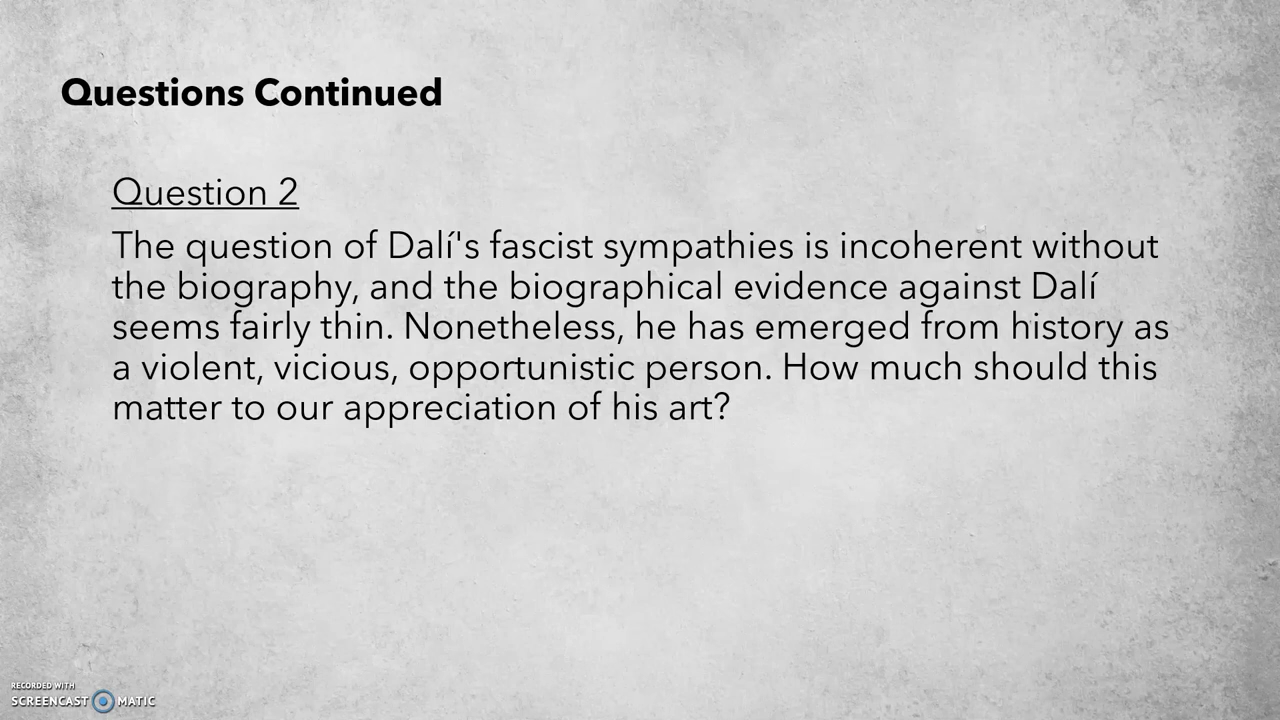 Questions Continued
Question 2
The question of Dalí's fascist sympathies is incoherent without
the biography, and the biographical evidence against Dalí
seems fairly thin. Nonetheless, he has emerged from history as
a violent, vicious, opportunistic person. How much should this
matter to our appreciation of his art?
RECORDED WITH
SCREENCAST MATIC